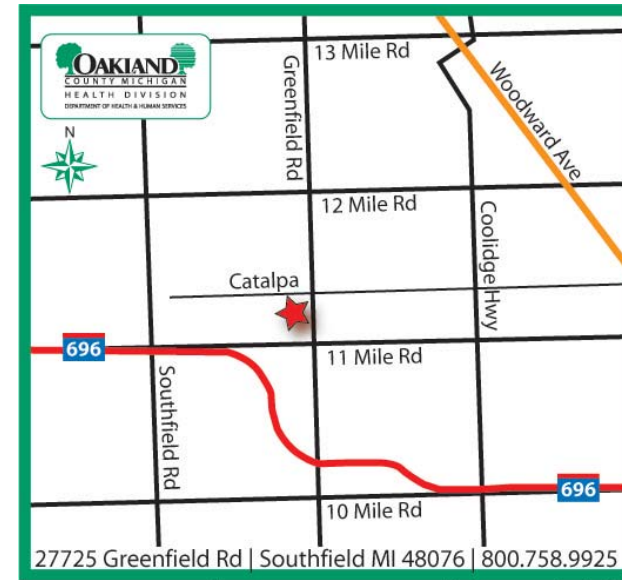 OAKLAND
COUNTY MICHIGAN
HEALTH DIVISION
DEPARTMENT OF HEALTH & HUMAN SERVICES
N
13 Mile Rd
Greenfield Rd
Woodward Ave
12 Mile Rd
Coolidge Hwy
Catalpa
696
11 Mile Rd
Southfield Rd
696
10 Mile Rd
27725 Greenfield Rd | Southfield MI 48076 | 800.758.9925